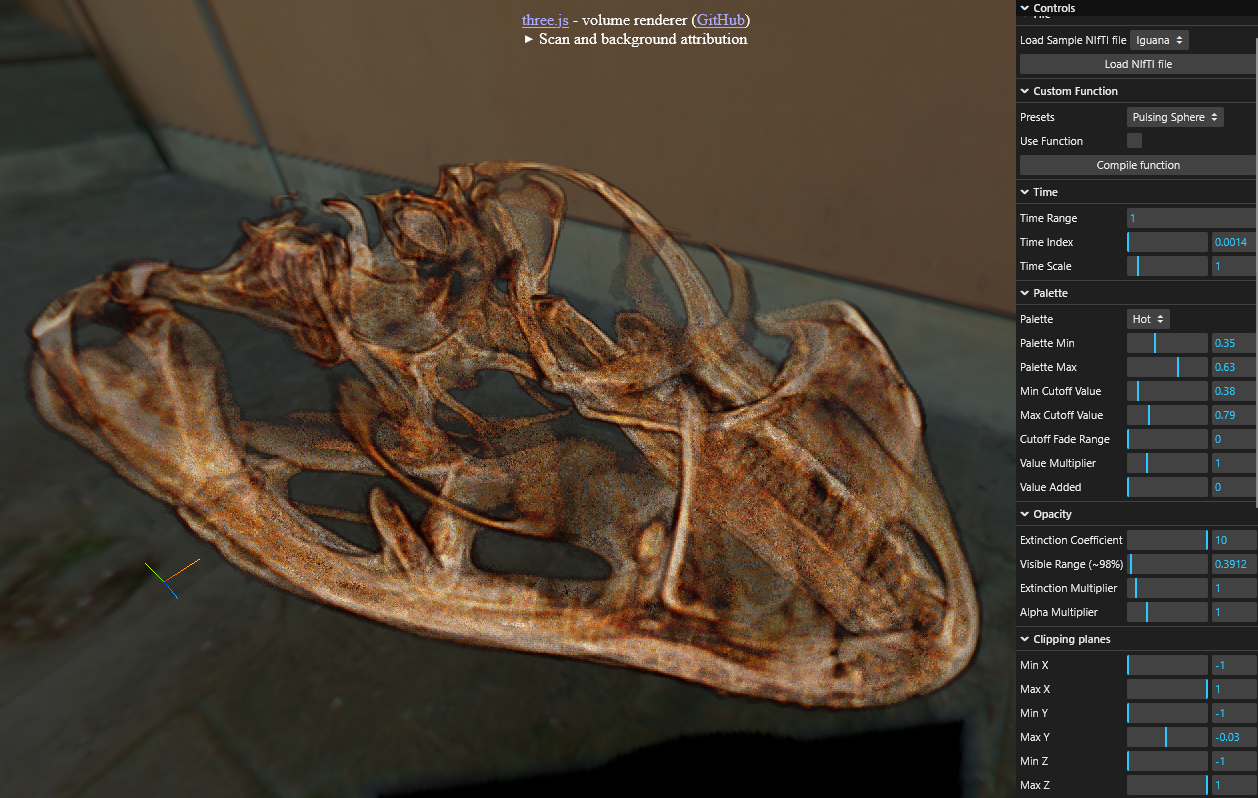 three.js - volume renderer (GitHub)
► Scan and background attribution
Controls
Load Sample NIfTI file Iguana
Load NIfTI file
Custom Function
Presets Pulsing Sphere
Use Function
Compile function
Time
Time Range 1
Time Index 0.0014
Time Scale 1
Palette
Palette Hot
Palette Min 0.35
Palette Max 0.63
Min Cutoff Value 0.38
Max Cutoff Value 0.79
Cutoff Fade Range 0
Value Multiplier 1
Value Added 0
Opacity
Extinction Coefficient 10
Visible Range (~98%) 0.3912
Extinction Multiplier 1
Alpha Multiplier 1
Clipping planes
Min X -1
Max X 1
Min Y -1
Max Y -0.03
Min Z -1
Max Z 1